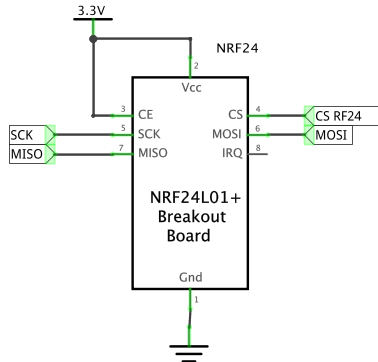 3.3V
NRF24
2
Vcc
3 CE CS 4 CS RF24
SCK 5 SCK MOSI 6 MOSI
MISO 7 MISO IRQ 8
NRF24L01+
Breakout
Board
Gnd
1